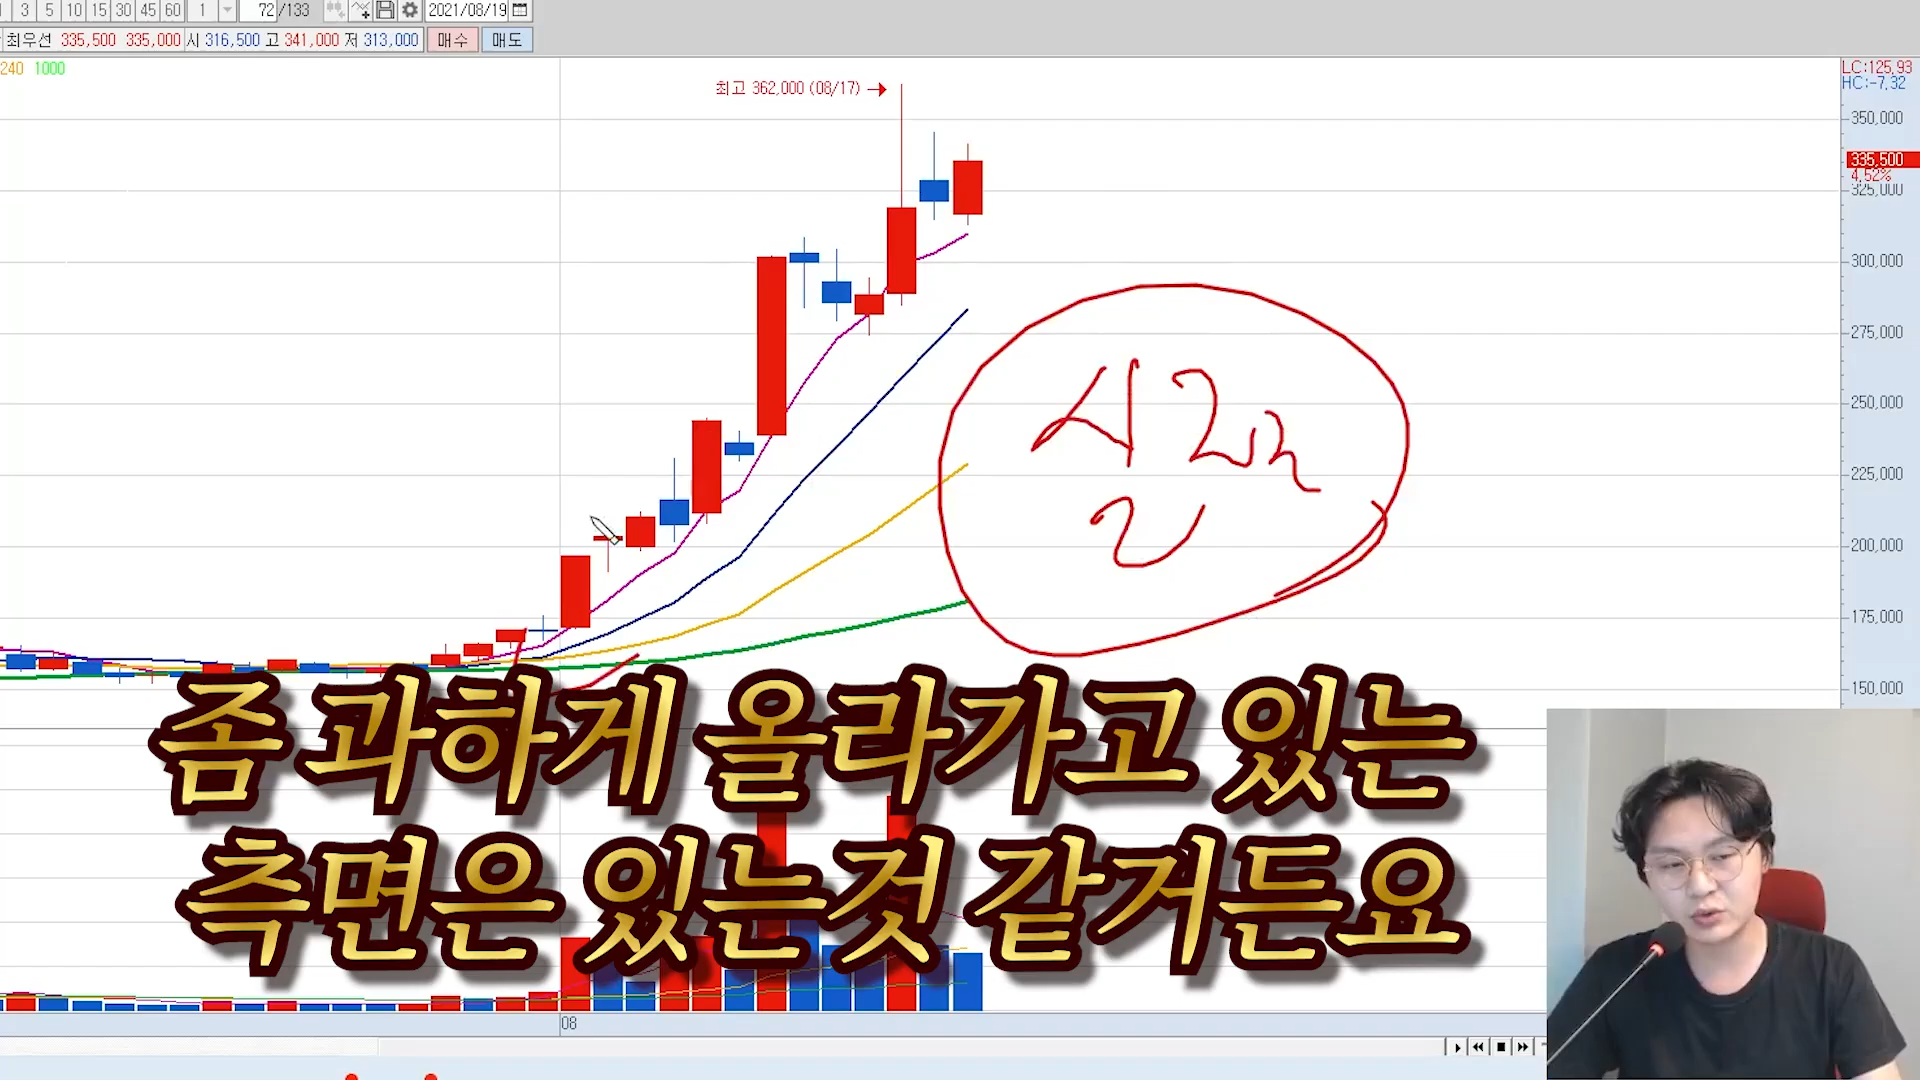 3 5 10 15 30 45 60 1 72 /133 2021/08/19
최우선 335,500 335,000 시 316,500 고 341,000 저 313,000 매수 매도
240 1000
LC:125,93
HC:-7,32
최고 362,000 (08/17)
350,000
335,500
4,52%
325,000
300,000
275,000
250,000
225,000
200,000
175,000
150,000
좀 과하게 올라가고 있는
측면은 있는것 같거든요
08